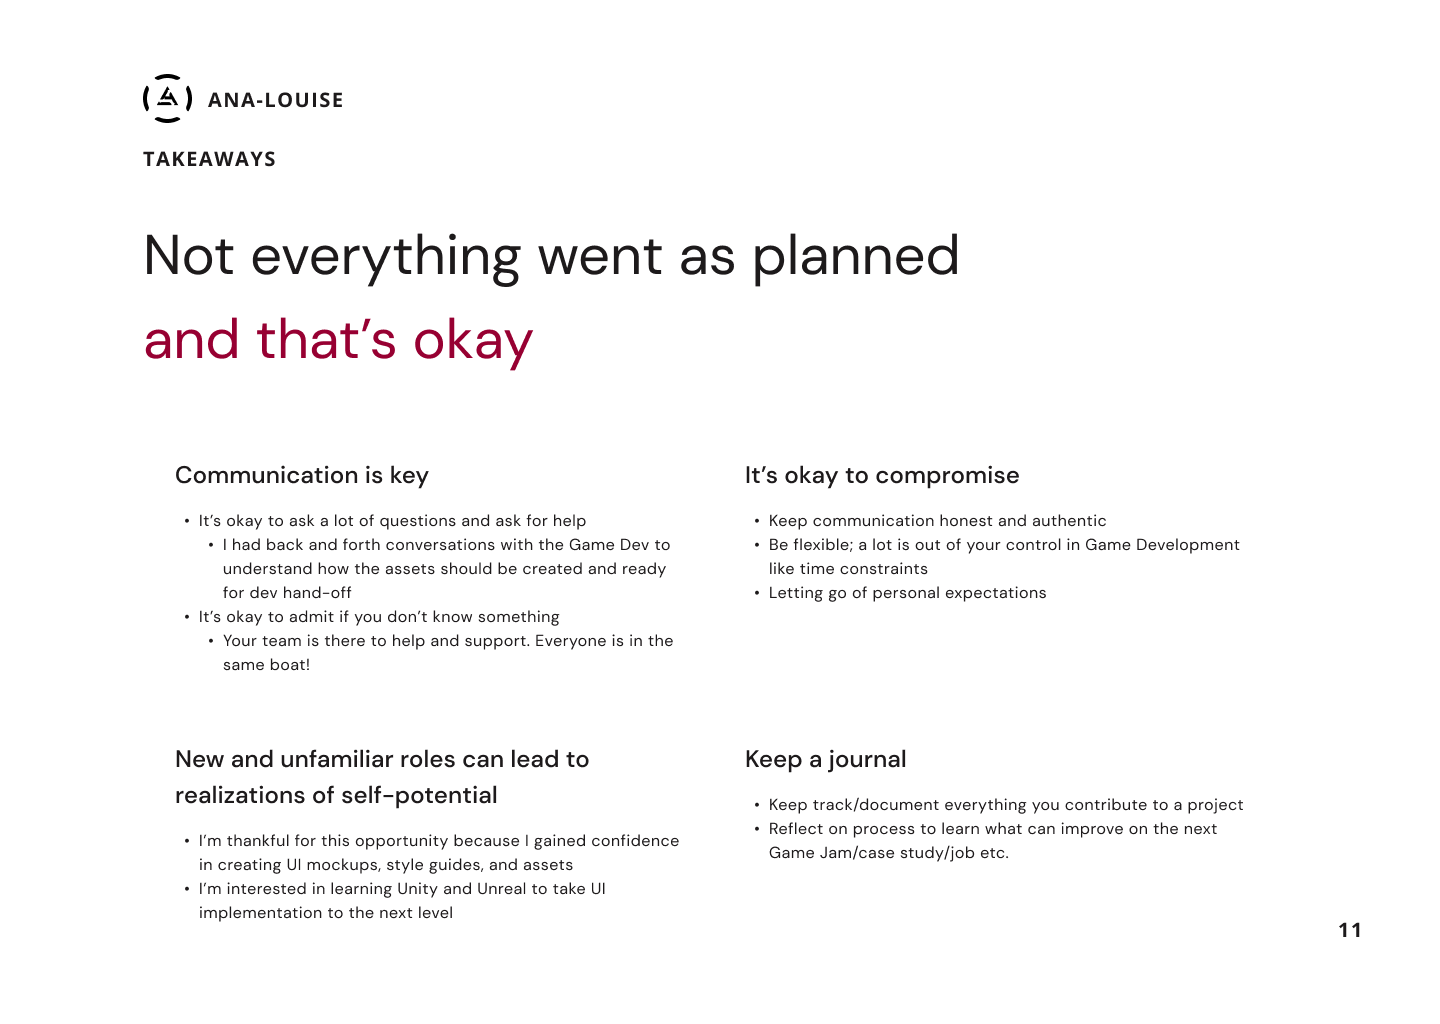 ANA-LOUISE
TAKEAWAYS
Not everything went as planned
and that’s okay
Communication is key
• It’s okay to ask a lot of questions and ask for help
• I had back and forth conversations with the Game Dev to
understand how the assets should be created and ready
for dev hand-off
• It’s okay to admit if you don’t know something
• Your team is there to help and support. Everyone is in the
same boat!
It’s okay to compromise
• Keep communication honest and authentic
• Be flexible; a lot is out of your control in Game Development
like time constraints
• Letting go of personal expectations
New and unfamiliar roles can lead to
realizations of self-potential
• I’m thankful for this opportunity because I gained confidence
in creating UI mockups, style guides, and assets
• I’m interested in learning Unity and Unreal to take UI
implementation to the next level
Keep a journal
• Keep track/document everything you contribute to a project
• Reflect on process to learn what can improve on the next
Game Jam/case study/job etc.
11